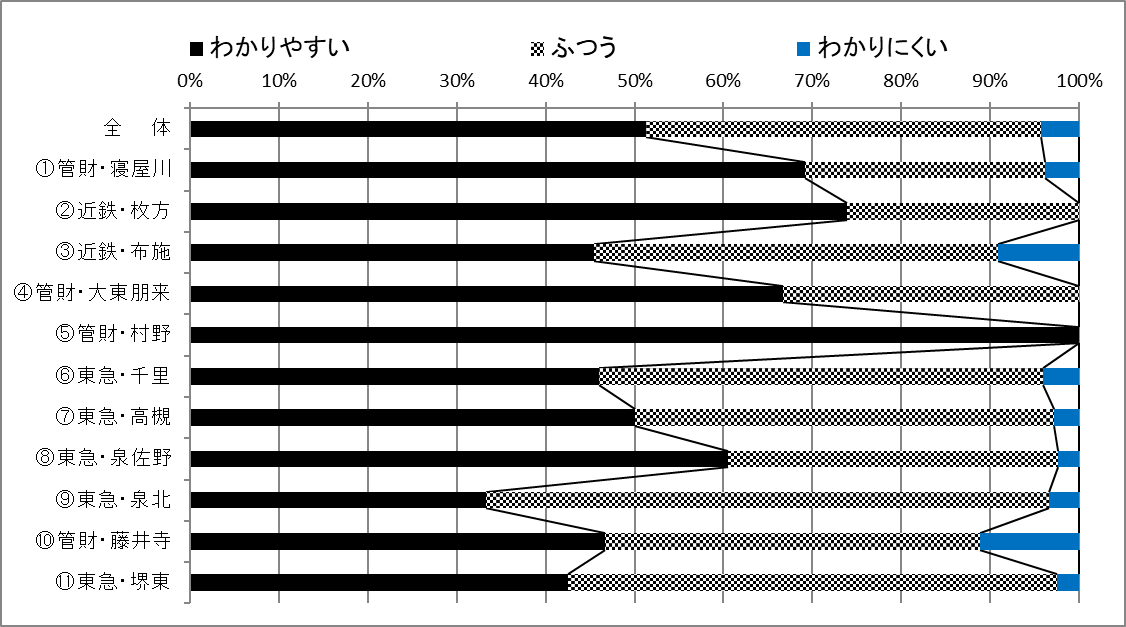 わかりやすい ふつう わかりにくい
0% 10% 20% 30% 40% 50% 60% 70% 80% 90% 100%
全 体
①管財・寝屋川
②近鉄・枚方
③近鉄・布施
④管財・大東朋来
⑤管財・村野
⑥東急・千里
⑦東急・高槻
⑧東急・泉佐野
⑨東急・泉北
⑩管財・藤井寺
⑪東急・堺東